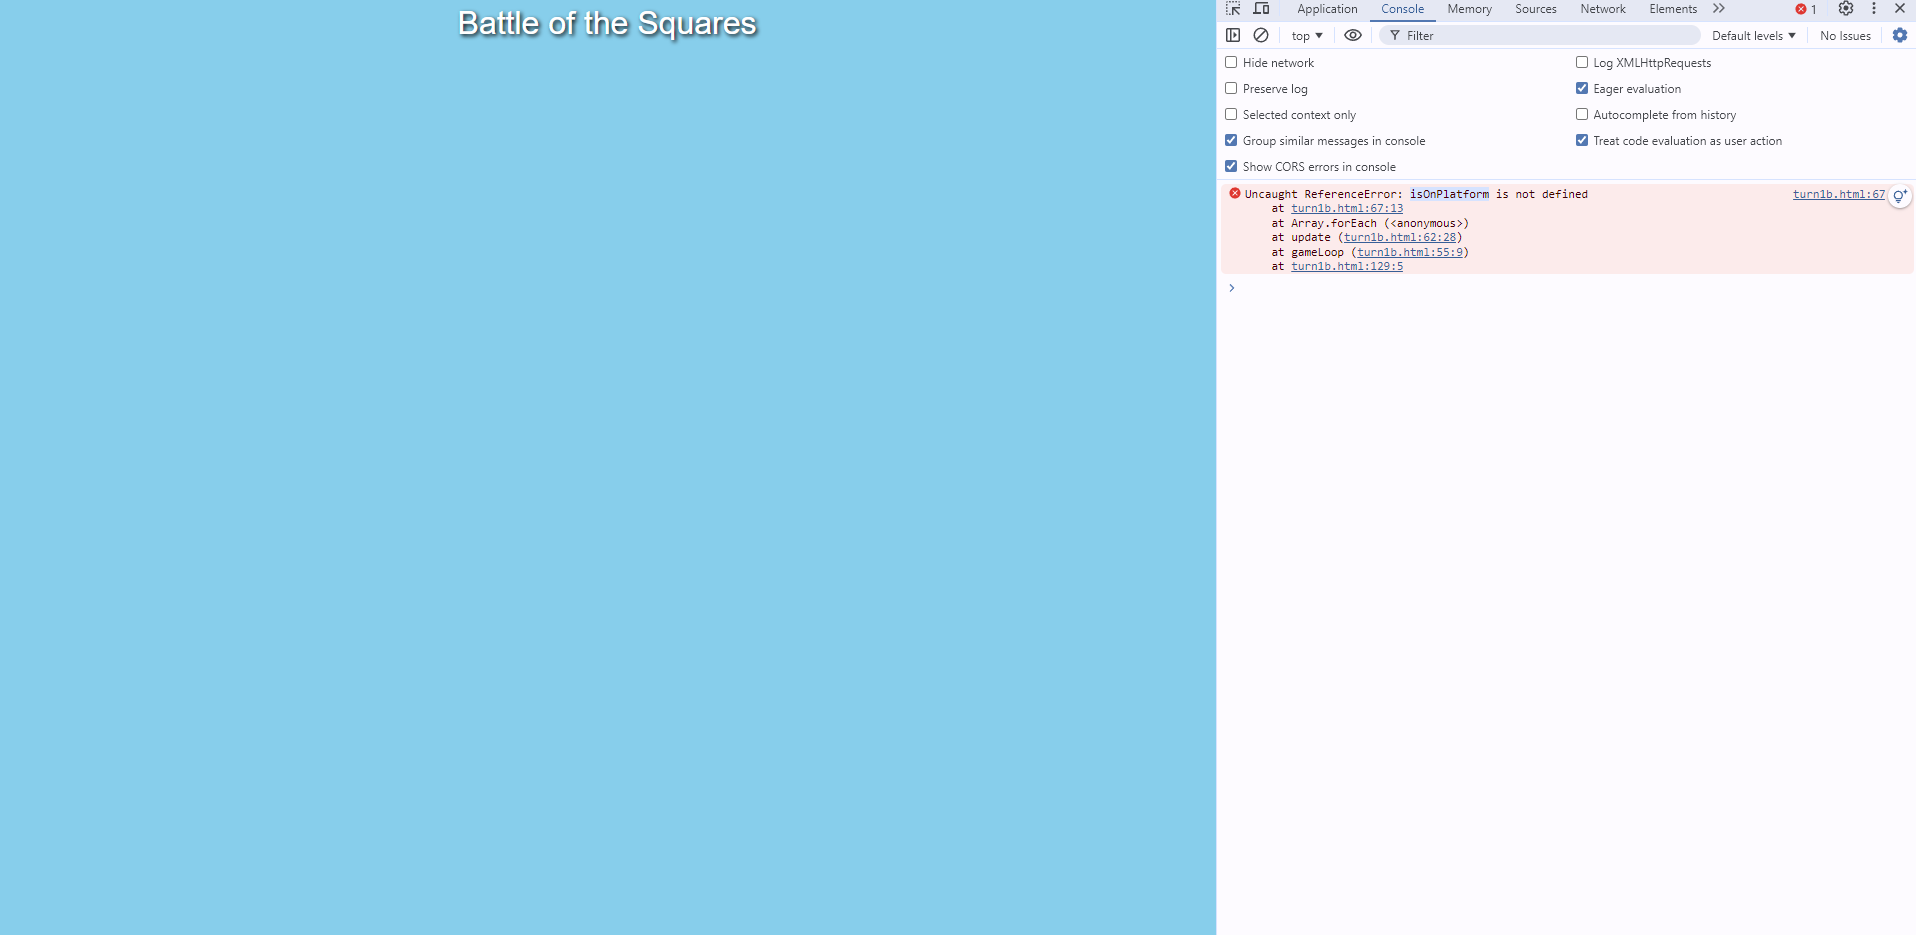 Battle of the Squares
Application Console Memory Sources Network Elements 1
top Filter Default levels No Issues
Hide network Log XMLHttpRequests
Preserve log Eager evaluation
Selected context only Autocomplete from history
Group similar messages in console Treat code evaluation as user action
Show CORS errors in console
Uncaught ReferenceError: isOnPlatform is not defined turn1b.html:67
at turn1b.html:67:13
at Array.forEach (<anonymous>)
at update (turn1b.html:62:28)
at gameLoop (turn1b.html:55:9)
at turn1b.html:129:5